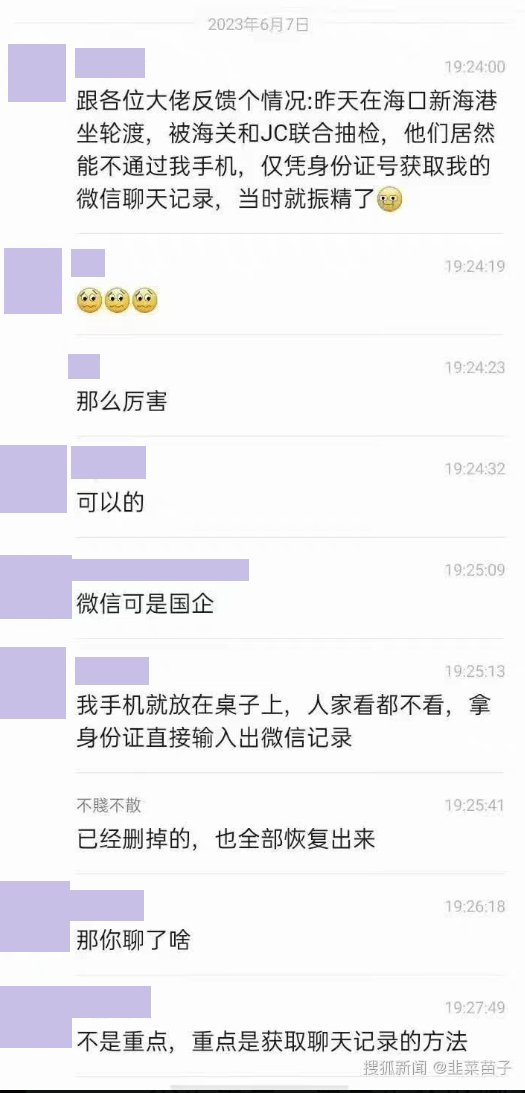 2023年6月7日
19:24:00
跟各位大佬反馈个情况:昨天在海口新海港
坐轮渡，被海关和JC联合抽检，他们居然
能不通过我手机，仅凭身份证号获取我的
微信聊天记录，当时就振精了
19:24:19
19:24:23
那么厉害
19:24:32
可以的
19:25:09
微信可是国企
19:25:13
我手机就放在桌子上，人家看都不看，拿
身份证直接输入出微信记录
不賤不散
19:25:41
已经删掉的，也全部恢复出来
19:26:18
那你聊了啥
19:27:49
不是重点，重点是获取聊天记录的方法
搜狐新闻 @韭菜苗子